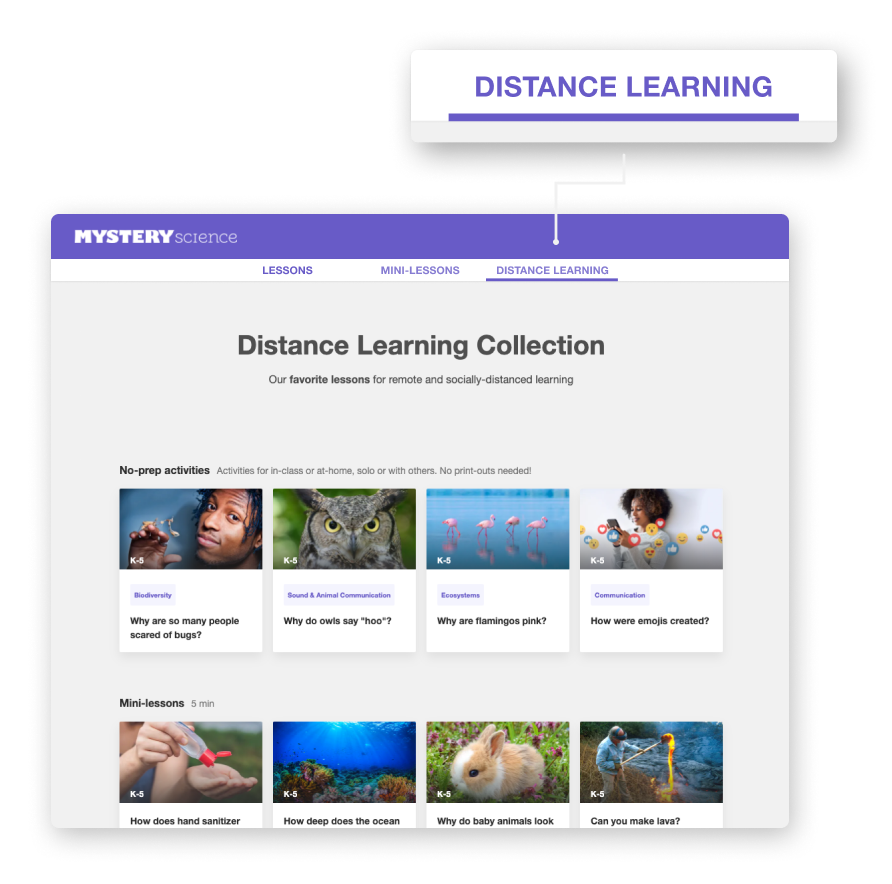 DISTANCE LEARNING
MYSTERY science
LESSONS MINI-LESSONS DISTANCE LEARNING
Distance Learning Collection
Our favorite lessons for remote and socially-distanced learning
No-prep activities Activities for in-class or at-home, solo or with others. No print-outs needed!
K-5 K-5 K-5 K-5
Biodiversity
Why are so many people
scared of bugs?
Sound & Animal Communication
Why do owls say "hoo"?
Ecosystems
Why are flamingos pink?
Communication
How were emojis created?
Mini-lessons 5 min
K-5 K-5 K-5 K-5
How does hand sanitizer
How deep does the ocean
Why do baby animals look
Can you make lava?